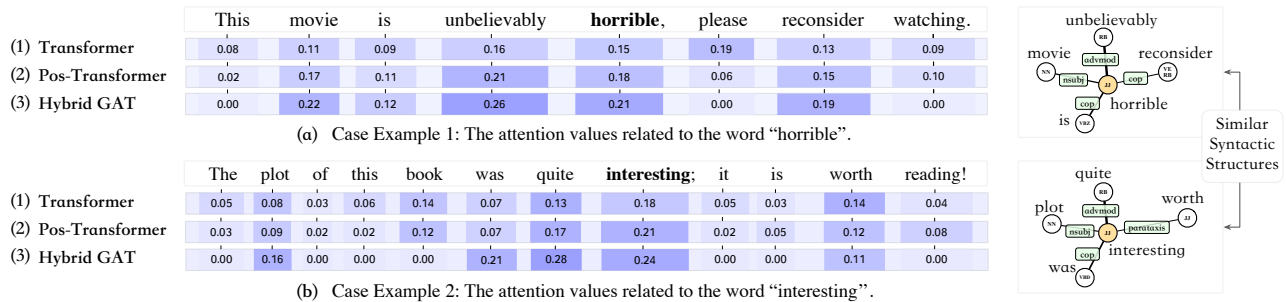 This movie is unbelievably horrible, please reconsider watching.
(1) Transformer 0.08 0.11 0.09 0.16 0.15 0.19 0.13 0.09
(2) Pos-Transformer 0.02 0.17 0.11 0.21 0.18 0.06 0.15 0.10
(3) Hybrid GAT 0.00 0.22 0.12 0.26 0.21 0.00 0.19 0.00
(a) Case Example 1: The attention values related to the word “horrible”.
The plot of this book was quite interesting; it is worth reading!
(1) Transformer 0.05 0.08 0.03 0.06 0.14 0.07 0.13 0.18 0.05 0.03 0.14 0.04
(2) Pos-Transformer 0.03 0.09 0.02 0.02 0.12 0.07 0.17 0.21 0.02 0.05 0.12 0.08
(3) Hybrid GAT 0.00 0.16 0.00 0.00 0.00 0.21 0.28 0.24 0.00 0.00 0.11 0.00
(b) Case Example 2: The attention values related to the word “interesting”.
unbelievably
RB
movie
advmod
reconsider
NN
nsubj
cop
VE
RB
JJ
horrible
cop
is
VBZ
quite
RB
worth
plot
advmod
JJ
NN
nsubj
parataxis
JJ
interesting
cop
was
VBD
Similar
Syntactic
Structures